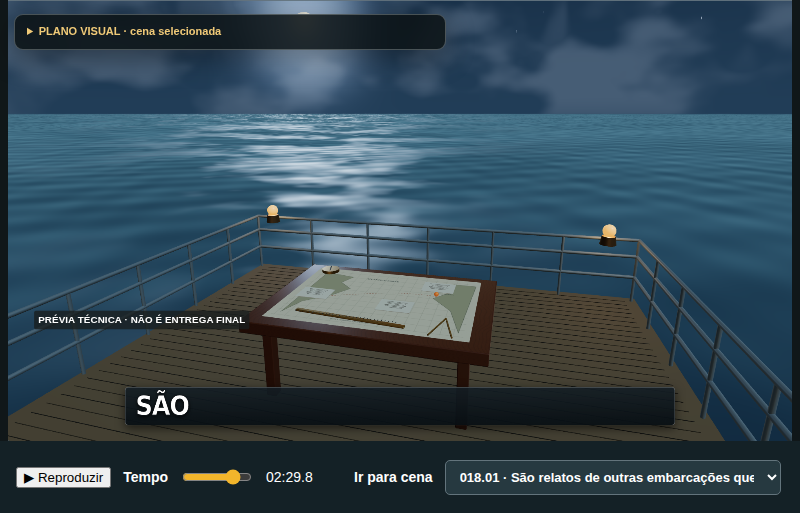 ▶ PLANO VISUAL · cena selecionada
PRÉVIA TÉCNICA · NÃO É ENTREGA FINAL
SÃO
▶ Reproduzir
Tempo
02:29.8
Ir para cena
018.01 · São relatos de outras embarcações que